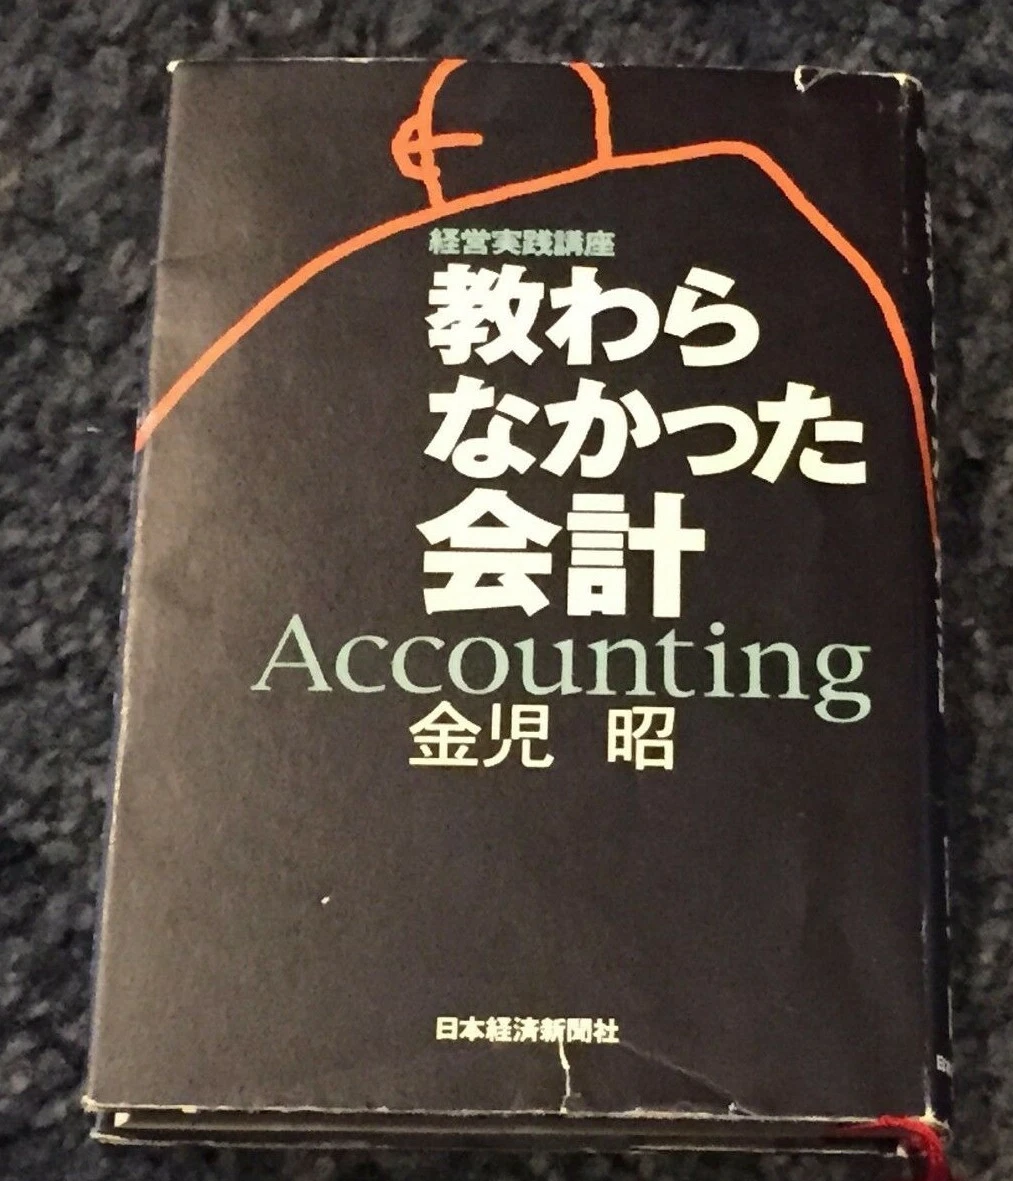 経営実践講座
教わら
なかった
会計
Accounting
金児 昭
日本経済新聞社